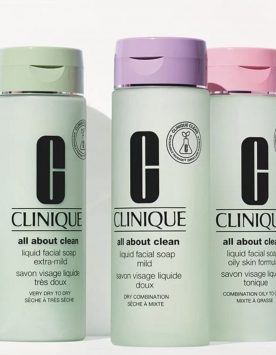 C
CLINIQUE
all about clean
liquid facial soap
extra-mild
savon visage liquide
très doux
VERY DRY TO DRY
SÈCHE À TRÈS SÈCHE
CLINIQUE CLEAN
C
CLINIQUE
all about clean
liquid facial soap
mild
savon visage liquide
doux
DRY COMBINATION
SÈCHE À MIXTE
C
CLINIQUE
all about clean
liquid facial soap
oily skin formula
savon visage liquide
tonique
COMBINATION OILY TO
MIXTE À GRASSE